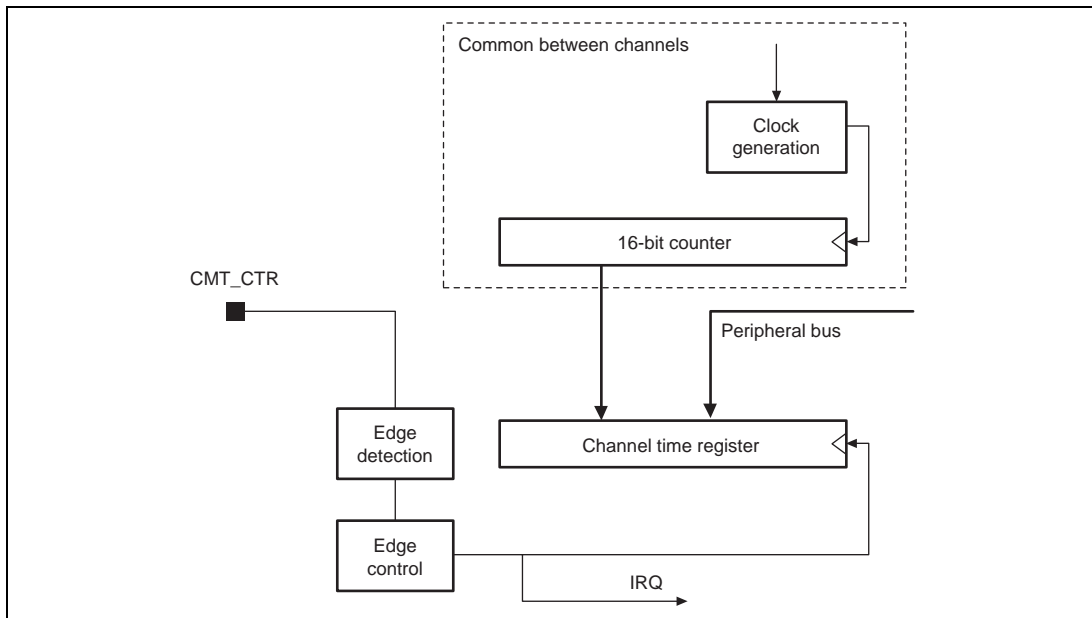 Common between channels
Clock
generation
16-bit counter
CMT_CTR
Peripheral bus
Edge
detection
Channel time register
Edge
control
IRQ